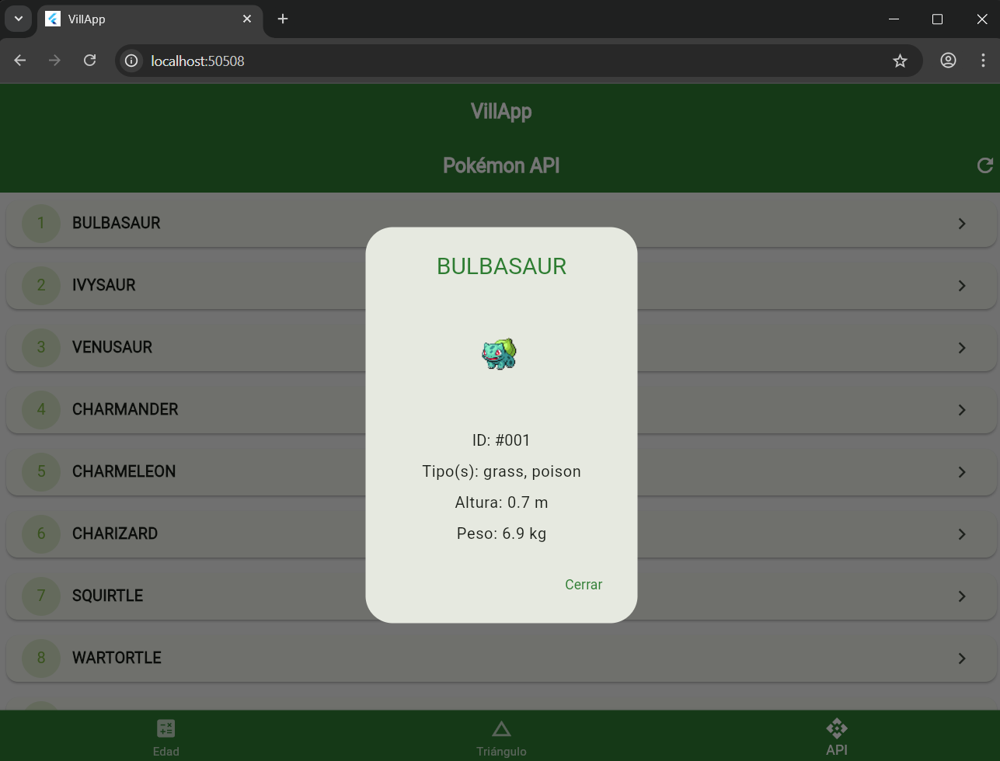 VillApp
localhost:50508
VillApp
Pokémon API
1 BULBASAUR
2 IVYSAUR
3 VENUSAUR
4 CHARMANDER
5 CHARMELEON
6 CHARIZARD
7 SQUIRTLE
8 WARTORTLE
BULBASAUR
ID: #001
Tipo(s): grass, poison
Altura: 0.7 m
Peso: 6.9 kg
Cerrar
Edad
Triángulo
API